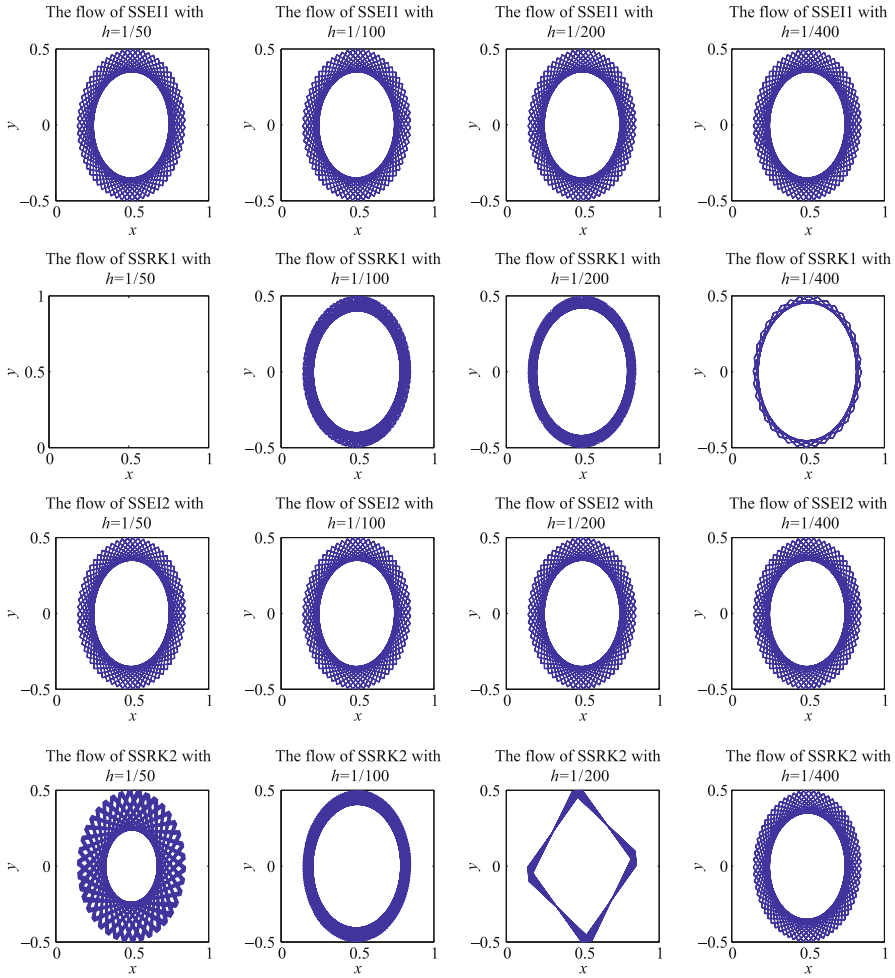 The flow of SSEI1 with
h=1/50
0.5
y
0
−0.5
0
0.5
1
x
The flow of SSEI1 with
h=1/100
0.5
y
0
−0.5
0
0.5
1
x
The flow of SSEI1 with
h=1/200
0.5
y
0
−0.5
0
0.5
1
x
The flow of SSEI1 with
h=1/400
0.5
y
0
−0.5
0
0.5
1
x
The flow of SSRK1 with
h=1/50
1
y
0.5
0
0
0.5
1
x
The flow of SSRK1 with
h=1/100
0.5
y
0
−0.5
0
0.5
1
x
The flow of SSRK1 with
h=1/200
0.5
y
0
−0.5
0
0.5
1
x
The flow of SSRK1 with
h=1/400
0.5
y
0
−0.5
0
0.5
1
x
The flow of SSEI2 with
h=1/50
0.5
y
0
−0.5
0
0.5
1
x
The flow of SSEI2 with
h=1/100
0.5
y
0
−0.5
0
0.5
1
x
The flow of SSEI2 with
h=1/200
0.5
y
0
−0.5
0
0.5
1
x
The flow of SSEI2 with
h=1/400
0.5
y
0
−0.5
0
0.5
1
x
The flow of SSRK2 with
h=1/50
0.5
y
0
−0.5
0
0.5
1
x
The flow of SSRK2 with
h=1/100
0.5
y
0
−0.5
0
0.5
1
x
The flow of SSRK2 with
h=1/200
0.5
y
0
−0.5
0
0.5
1
x
The flow of SSRK2 with
h=1/400
0.5
y
0
−0.5
0
0.5
1
x